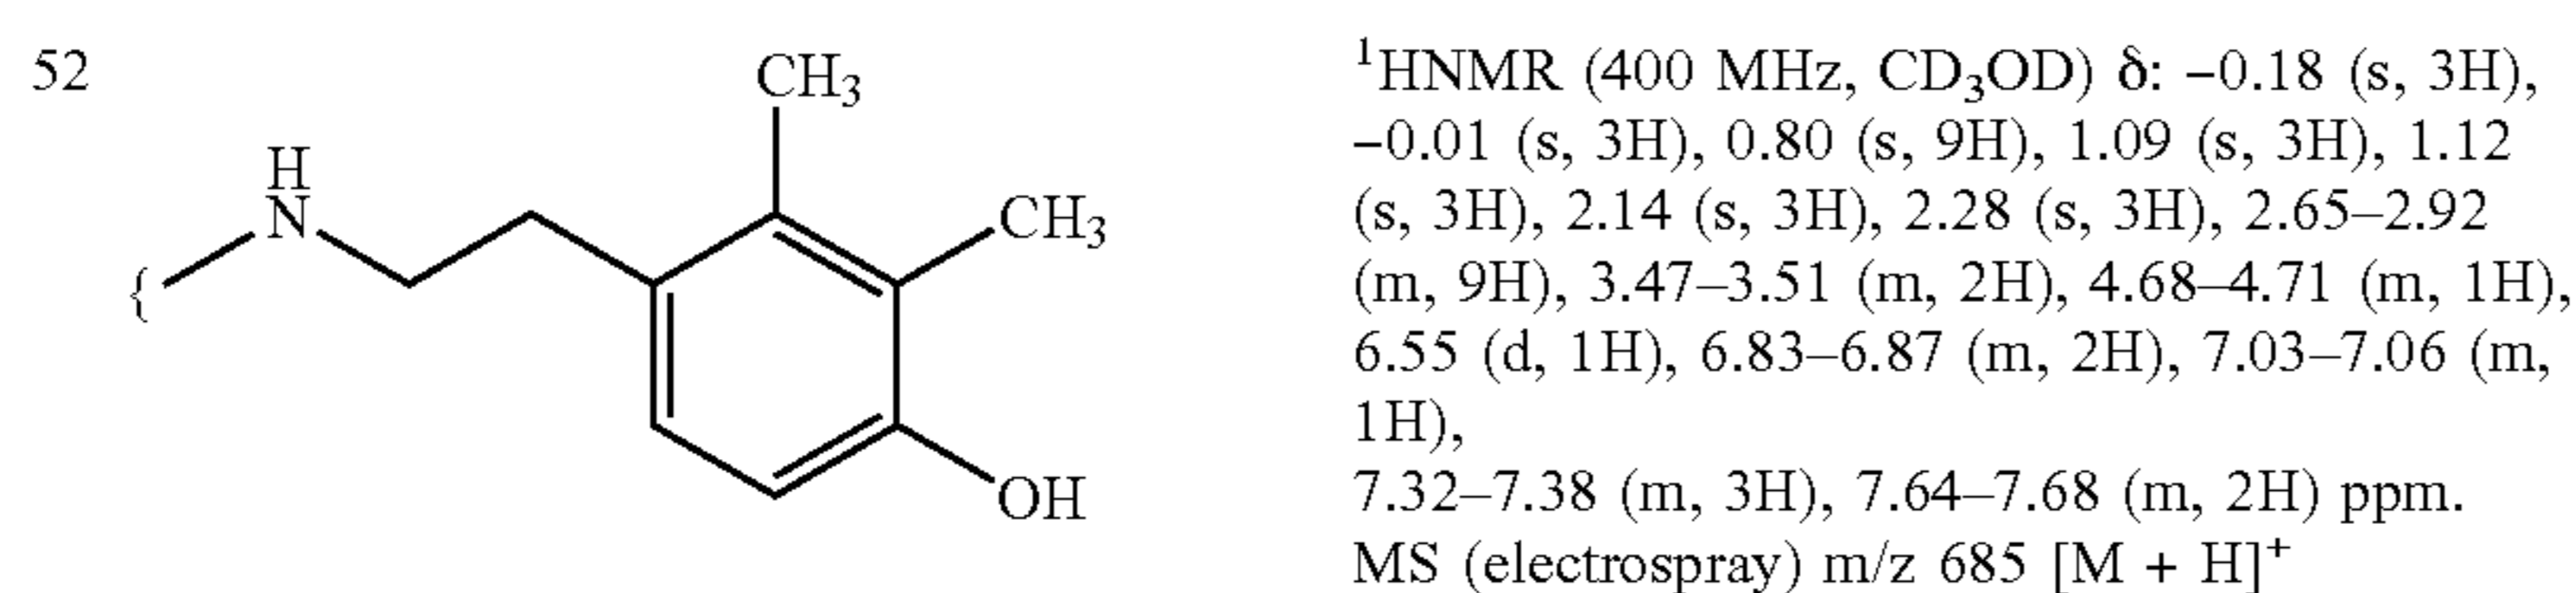 52
CH₃
H
N
CH₃
{
OH
¹HNMR (400 MHz, CD₃OD) δ: −0.18 (s, 3H),
−0.01 (s, 3H), 0.80 (s, 9H), 1.09 (s, 3H), 1.12
(s, 3H), 2.14 (s, 3H), 2.28 (s, 3H), 2.65–2.92
(m, 9H), 3.47–3.51 (m, 2H), 4.68–4.71 (m, 1H),
6.55 (d, 1H), 6.83–6.87 (m, 2H), 7.03–7.06 (m,
1H),
7.32–7.38 (m, 3H), 7.64–7.68 (m, 2H) ppm.
MS (electrospray) m/z 685 [M + H]⁺